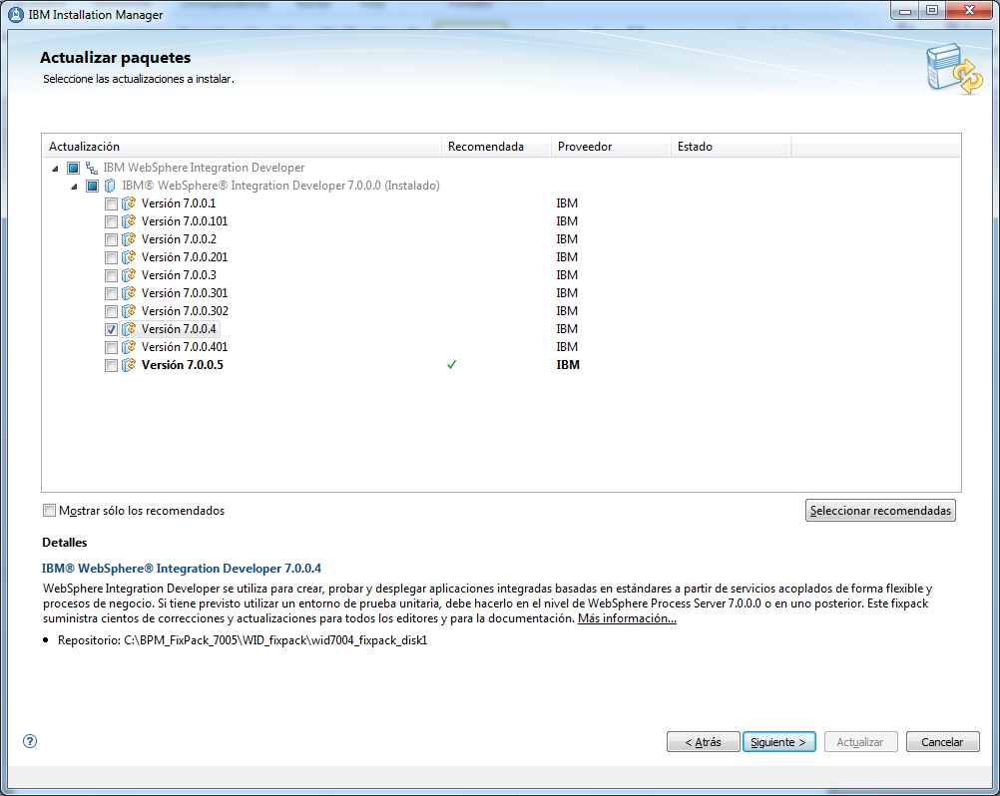 IBM Installation Manager
Actualizar paquetes
Seleccione las actualizaciones a instalar.
Actualización Recomendada Proveedor Estado
IBM WebSphere Integration Developer
IBM® WebSphere® Integration Developer 7.0.0.0 (Instalado)
Versión 7.0.0.1 IBM
Versión 7.0.0.101 IBM
Versión 7.0.0.2 IBM
Versión 7.0.0.201 IBM
Versión 7.0.0.3 IBM
Versión 7.0.0.301 IBM
Versión 7.0.0.302 IBM
Versión 7.0.0.4 IBM
Versión 7.0.0.401 IBM
Versión 7.0.0.5 IBM
Mostrar sólo los recomendados Seleccionar recomendadas
Detalles
IBM® WebSphere® Integration Developer 7.0.0.4
WebSphere Integration Developer se utiliza para crear, probar y desplegar aplicaciones integradas basadas en estándares a partir de servicios acoplados de forma flexible y
procesos de negocio. Si tiene previsto utilizar un entorno de prueba unitaria, debe hacerlo en el nivel de WebSphere Process Server 7.0.0.0 o en uno posterior. Este fixpack
suministra cientos de correcciones y actualizaciones para todos los editores y para la documentación. Más información...
Repositorio: C:\BPM_FixPack_7005\WID_fixpack\wid7004_fixpack_disk1
? < Atrás Siguiente > Actualizar Cancelar